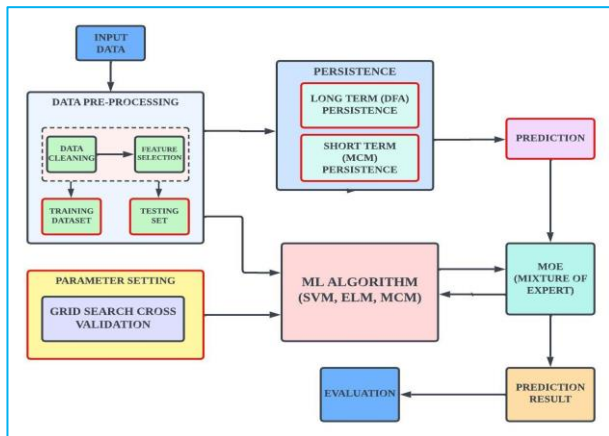 INPUT
DATA
DATA PRE-PROCESSING
DATA
CLEANING
FEATURE
SELECTION
TRAINING
DATASET
TESTING
SET
PERSISTENCE
LONG TERM (DFA)
PERSISTENCE
SHORT TERM
(MCM)
PERSISTENCE
PREDICTION
PARAMETER SETTING
GRID SEARCH CROSS
VALIDATION
ML ALGORITHM
(SVM, ELM, MCM)
MOE
(MIXTURE OF
EXPERT)
EVALUATION
PREDICTION
RESULT